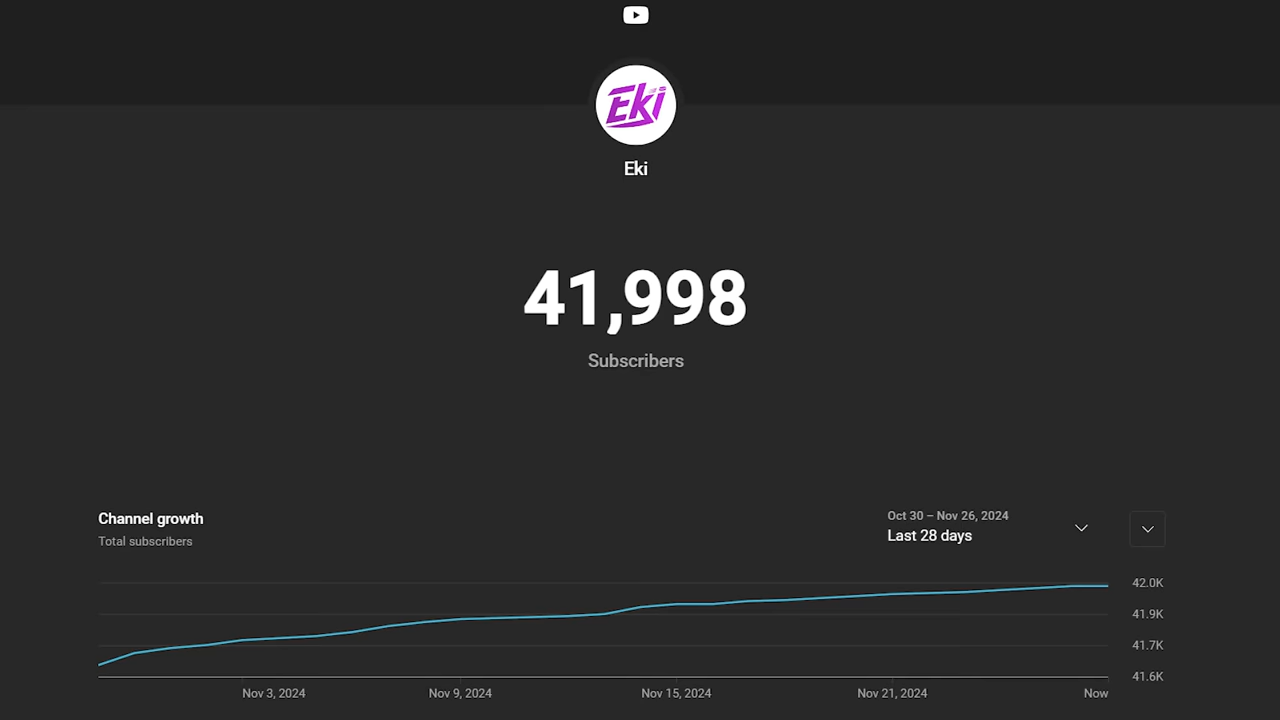 Eki
Eki
41,998
Subscribers
Channel growth
Total subscribers
Oct 30 – Nov 26, 2024
Last 28 days
42.0K
41.9K
41.7K
41.6K
Nov 3, 2024
Nov 9, 2024
Nov 15, 2024
Nov 21, 2024
Now